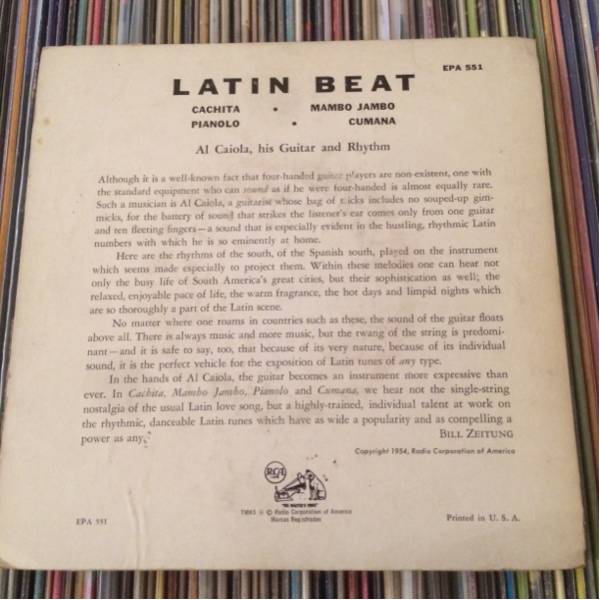 EPA 551
LATIN BEAT
CACHITA • MAMBO JAMBO
PIANOLO • CUMANA
Al Caiola, his Guitar and Rhythm
Although it is a well-known fact that four-handed guitar players are non-existent, one with
the standard equipment who can sound as if he were four-handed is almost equally rare.
Such a musician is Al Caiola, a guitarist whose bag of tricks includes no souped-up gim-
micks, for the battery of sound that strikes the listener's ear comes only from one guitar
and ten fleeting fingers—a sound that is especially evident in the bustling, rhythmic Latin
numbers with which he is so eminently at home.
Here are the rhythms of the south, of the Spanish south, played on the instrument
which seems made especially to project them. Within these melodies one can hear not
only the busy life of South America's great cities, but their sophistication as well; the
relaxed, enjoyable pace of life, the warm fragrance, the hot days and limpid nights which
are so thoroughly a part of the Latin scene.
No matter where one roams in countries such as these, the sound of the guitar floats
above all. There is always music and more music, but the twang of the string is predomi-
nant—and it is safe to say, too, that because of its very nature, because of its individual
sound, it is the perfect vehicle for the exposition of Latin tunes of any type.
In the hands of Al Caiola, the guitar becomes an instrument more expressive than
ever. In Cachita, Mambo Jambo, Pianolo and Cumana, we hear not the single-string
nostalgia of the usual Latin love song, but a highly-trained, individual talent at work on
the rhythmic, danceable Latin tunes which have as wide a popularity and as compelling a
power as any. BILL ZEITUNG
Copyright 1954, Radio Corporation of America
RCA
"HIS MASTER'S VOICE"
TMKS ® © Radio Corporation of America
Marcas Registradas
EPA 551
Printed in U. S. A.